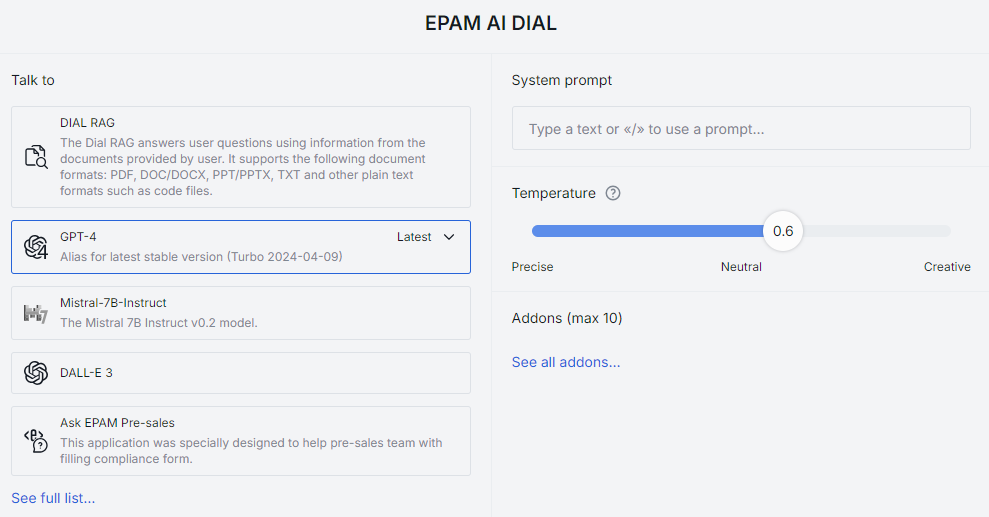 EPAM AI DIAL
Talk to
DIAL RAG
The Dial RAG answers user questions using information from the
documents provided by user. It supports the following document
formats: PDF, DOC/DOCX, PPT/PPTX, TXT and other plain text
formats such as code files.
4
GPT-4
Latest
Alias for latest stable version (Turbo 2024-04-09)
M7
Mistral-7B-Instruct
The Mistral 7B Instruct v0.2 model.
DALL-E 3
<e>
?
Ask EPAM Pre-sales
This application was specially designed to help pre-sales team with
filling compliance form.
See full list...
System prompt
Type a text or «/» to use a prompt...
Temperature ?
0.6
Precise
Neutral
Creative
Addons (max 10)
See all addons...